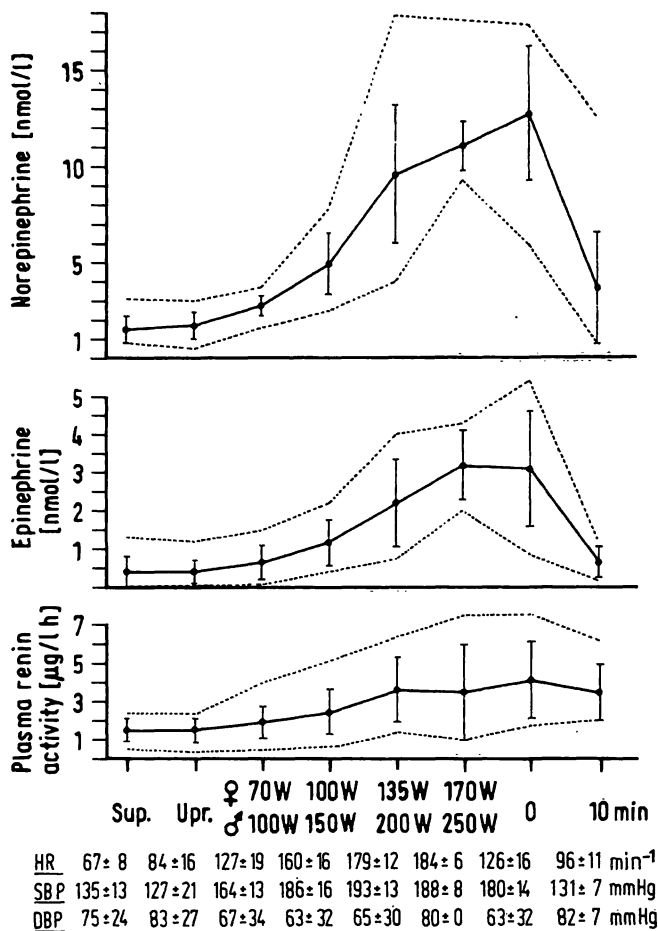 Norepinephrine [nmol/l]
15
10
5
1
Epinephrine
[nmol/l]
5
4
3
2
1
Plasma renin
activity [µg/l h]
7
5
3
1
Sup. Upr. ♀ 70W 100W 135W 170W 0 10 min
♂ 100W 150W 200W 250W
HR 67± 8 84±16 127±19 160±16 179±12 184± 6 126±16 96±11 min⁻¹
SBP 135±13 127±21 164±13 186±16 193±13 188± 8 180±14 131± 7 mmHg
DBP 75±24 83±27 67±34 63±32 65±30 80± 0 63±32 82± 7 mmHg